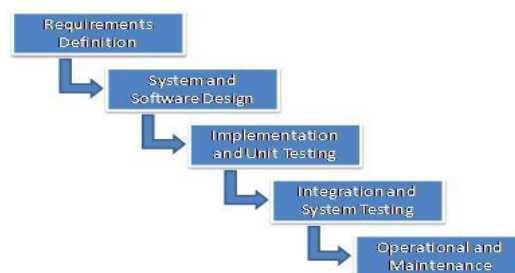 Requirements
Definition
System and
Software Design
Implementation
and Unit Testing
Integration and
System Testing
Operational and
Maintenance